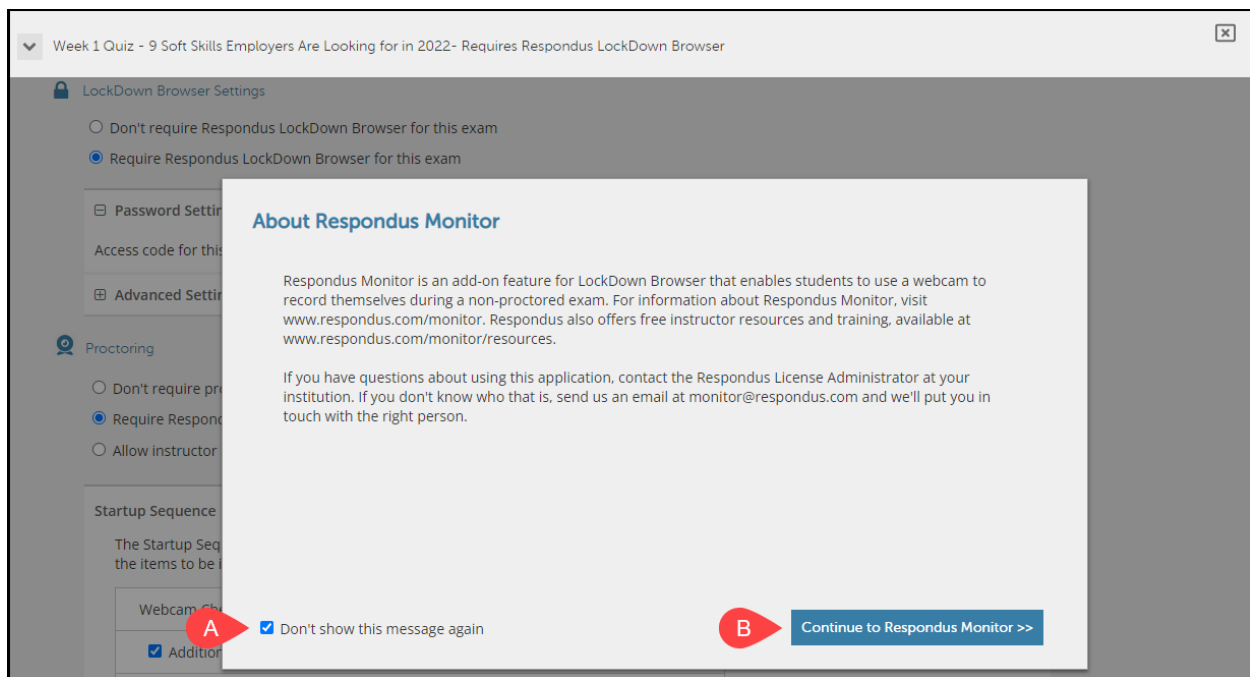 Week 1 Quiz - 9 Soft Skills Employers Are Looking for in 2022- Requires Respondus LockDown Browser
LockDown Browser Settings
Don't require Respondus LockDown Browser for this exam
Require Respondus LockDown Browser for this exam
Password
Access code for this
Advanced
About Respondus Monitor
Respondus Monitor is an add-on feature for LockDown Browser that enables students to use a webcam to
record themselves during a non-proctored exam. For information about Respondus Monitor, visit
www.respondus.com/monitor. Respondus also offers free instructor resources and training, available at
www.respondus.com/monitor/resources.
If you have questions about using this application, contact the Respondus License Administrator at your
institution. If you don't know who that is, send us an email at monitor@respondus.com and we'll put you in
touch with the right person.
Proctoring
Don't require
Require
Allow instructor
Startup Sequence
The Startup
the items to be
Webcam
A
Don't show this message again
B
Continue to Respondus Monitor >>